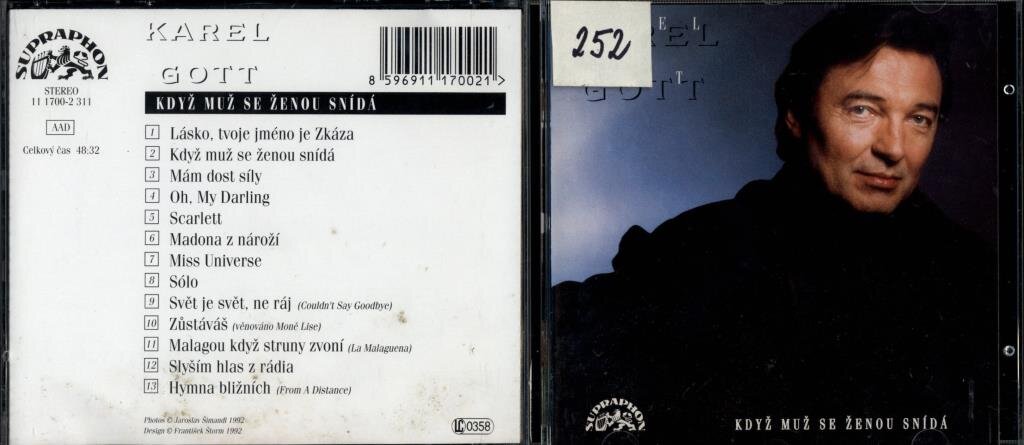 SUPRAPHON
STEREO
11 1700-2 311
AAD
Celkový čas 48:32
KAREL
GOTT
8 596911 170021 >
KDYŽ MUŽ SE ŽENOU SNÍDÁ
1 Lásko, tvoje jméno je Zkáza
2 Když muž se ženou snídá
3 Mám dost síly
4 Oh, My Darling
5 Scarlett
6 Madona z nároží
7 Miss Universe
8 Sólo
9 Svět je svět, ne ráj (Couldn't Say Goodbye)
10 Zůstáváš (věnováno Moně Lise)
11 Malagou když struny zvoní (La Malaguena)
12 Slyším hlas z rádia
13 Hymna bližních (From A Distance)
Photos © Jaroslav Šimandl 1992
Design © František Štorm 1992
LC 0358
252
REL
GOTT
SUPRAPHON
KDYŽ MUŽ SE ŽENOU SNÍDÁ